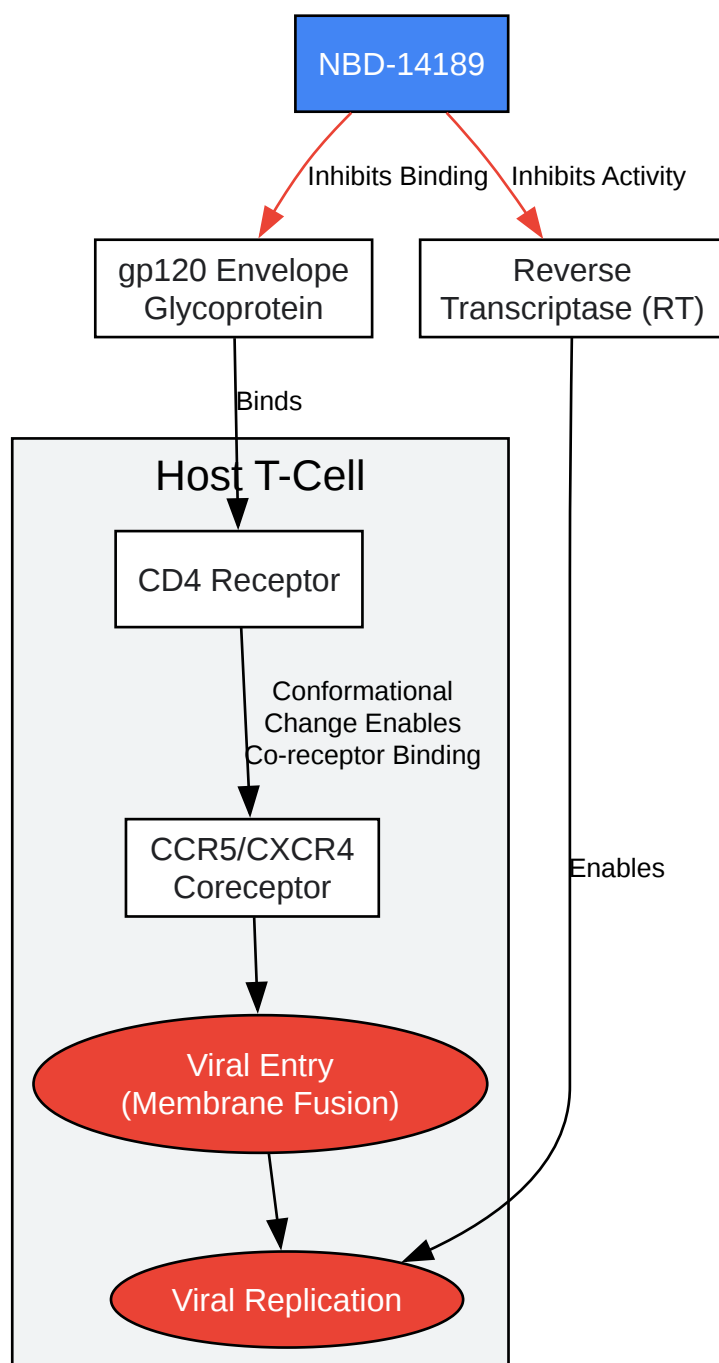 NBD-14189
Inhibits Binding
Inhibits Activity
gp120 Envelope
Glycoprotein
Reverse
Transcriptase (RT)
Binds
Host T-Cell
CD4 Receptor
Conformational
Change Enables
Co-receptor Binding
CCR5/CXCR4
Coreceptor
Enables
Viral Entry
(Membrane Fusion)
Viral Replication